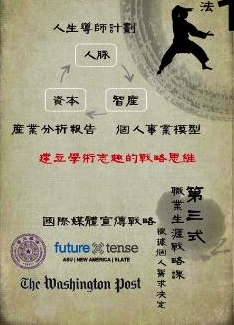 法
1
人生導師計劃
人脈
資本
智產
產業分析報告
個人事業模型
建立學術志趣的戰略思維
第三式
職業生涯戰略課
根據個人需求決定
國際媒體宣傳戰略
future tense
ASU | NEW AMERICA | SLATE
The Washington Post